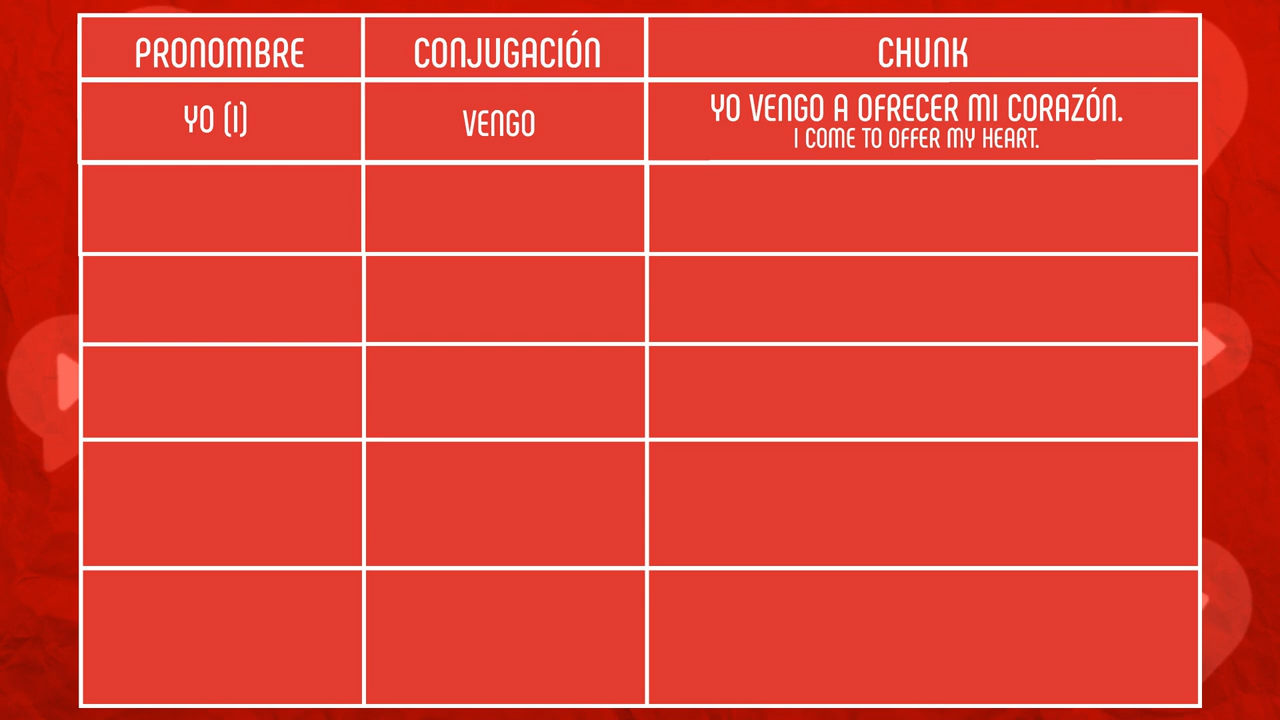 PRONOMBRE
CONJUGACIÓN
CHUNK
YO (I)
VENGO
YO VENGO A OFRECER MI CORAZÓN.
I COME TO OFFER MY HEART.